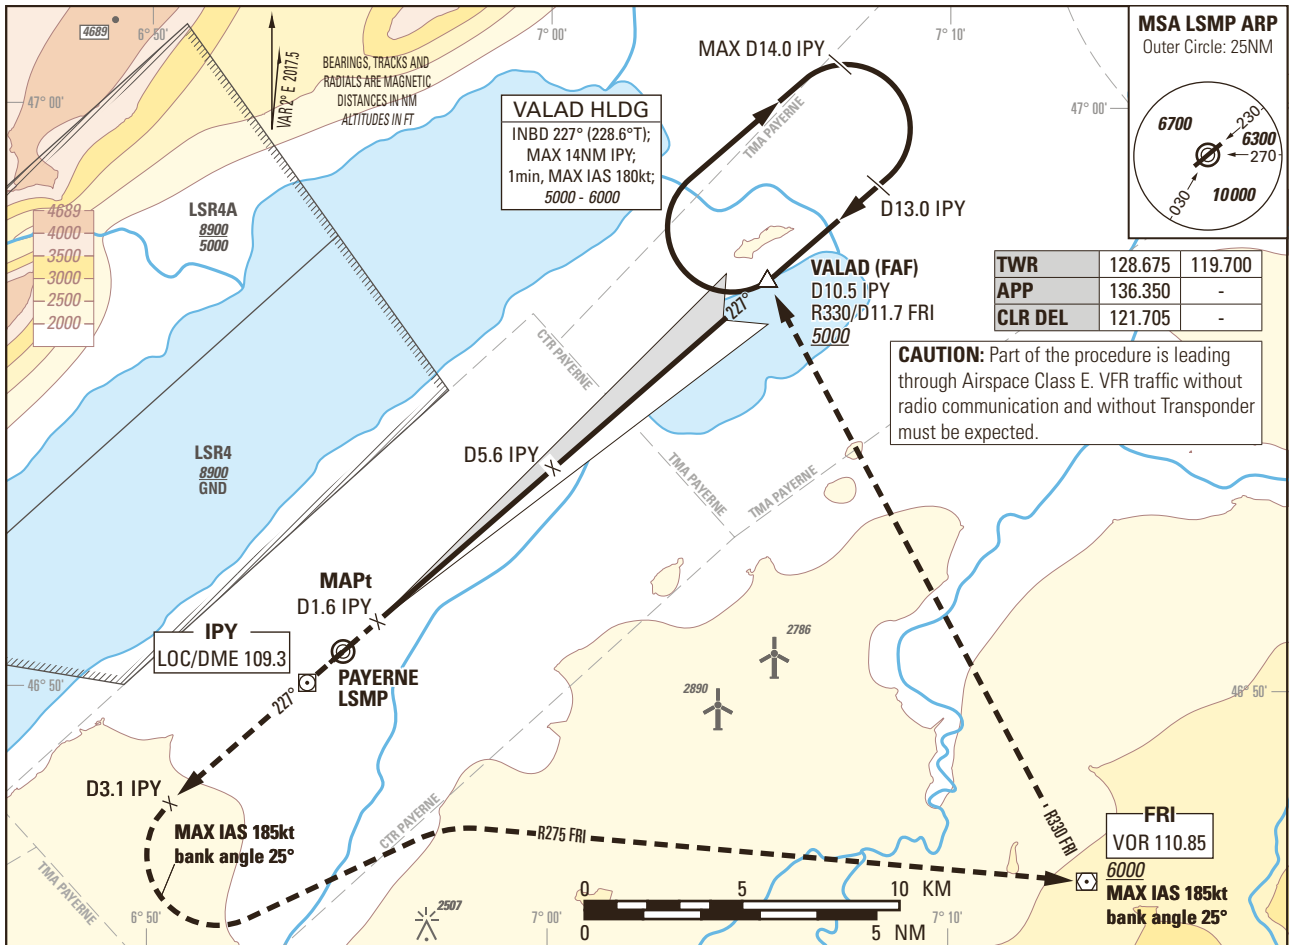 4689
6° 50'
7° 00'
7° 10'
VAR 2° E 2017.5
BEARINGS, TRACKS AND
RADIALS ARE MAGNETIC
DISTANCES IN NM
ALTITUDES IN FT
MAX D14.0 IPY
MSA LSMP ARP
Outer Circle: 25NM
6700
230
6300
270
10000
030
47° 00'
47° 00'
VALAD HLDG
INBD 227° (228.6°T);
MAX 14NM IPY;
1min, MAX IAS 180kt;
5000 - 6000
TMA PAYERNE
D13.0 IPY
4689
4000
3500
3000
2500
2000
LSR4A
8900
5000
VALAD (FAF)
D10.5 IPY
R330/D11.7 FRI
5000
227°
TWR 128.675 119.700
APP 136.350 -
CLR DEL 121.705 -
CAUTION: Part of the procedure is leading
through Airspace Class E. VFR traffic without
radio communication and without Transponder
must be expected.
CTR PAYERNE
LSR4
8900
GND
D5.6 IPY
TMA PAYERNE
TMA PAYERNE
MAPt
D1.6 IPY
IPY
LOC/DME 109.3
PAYERNE
LSMP
227°
46° 50'
46° 50'
2786
2890
D3.1 IPY
MAX IAS 185kt
bank angle 25°
CTR PAYERNE
R275 FRI
R330 FRI
FRI
VOR 110.85
6000
MAX IAS 185kt
bank angle 25°
TMA PAYERNE
2507
0 5 10 KM
0 5 NM
6° 50'
7° 00'
7° 10'